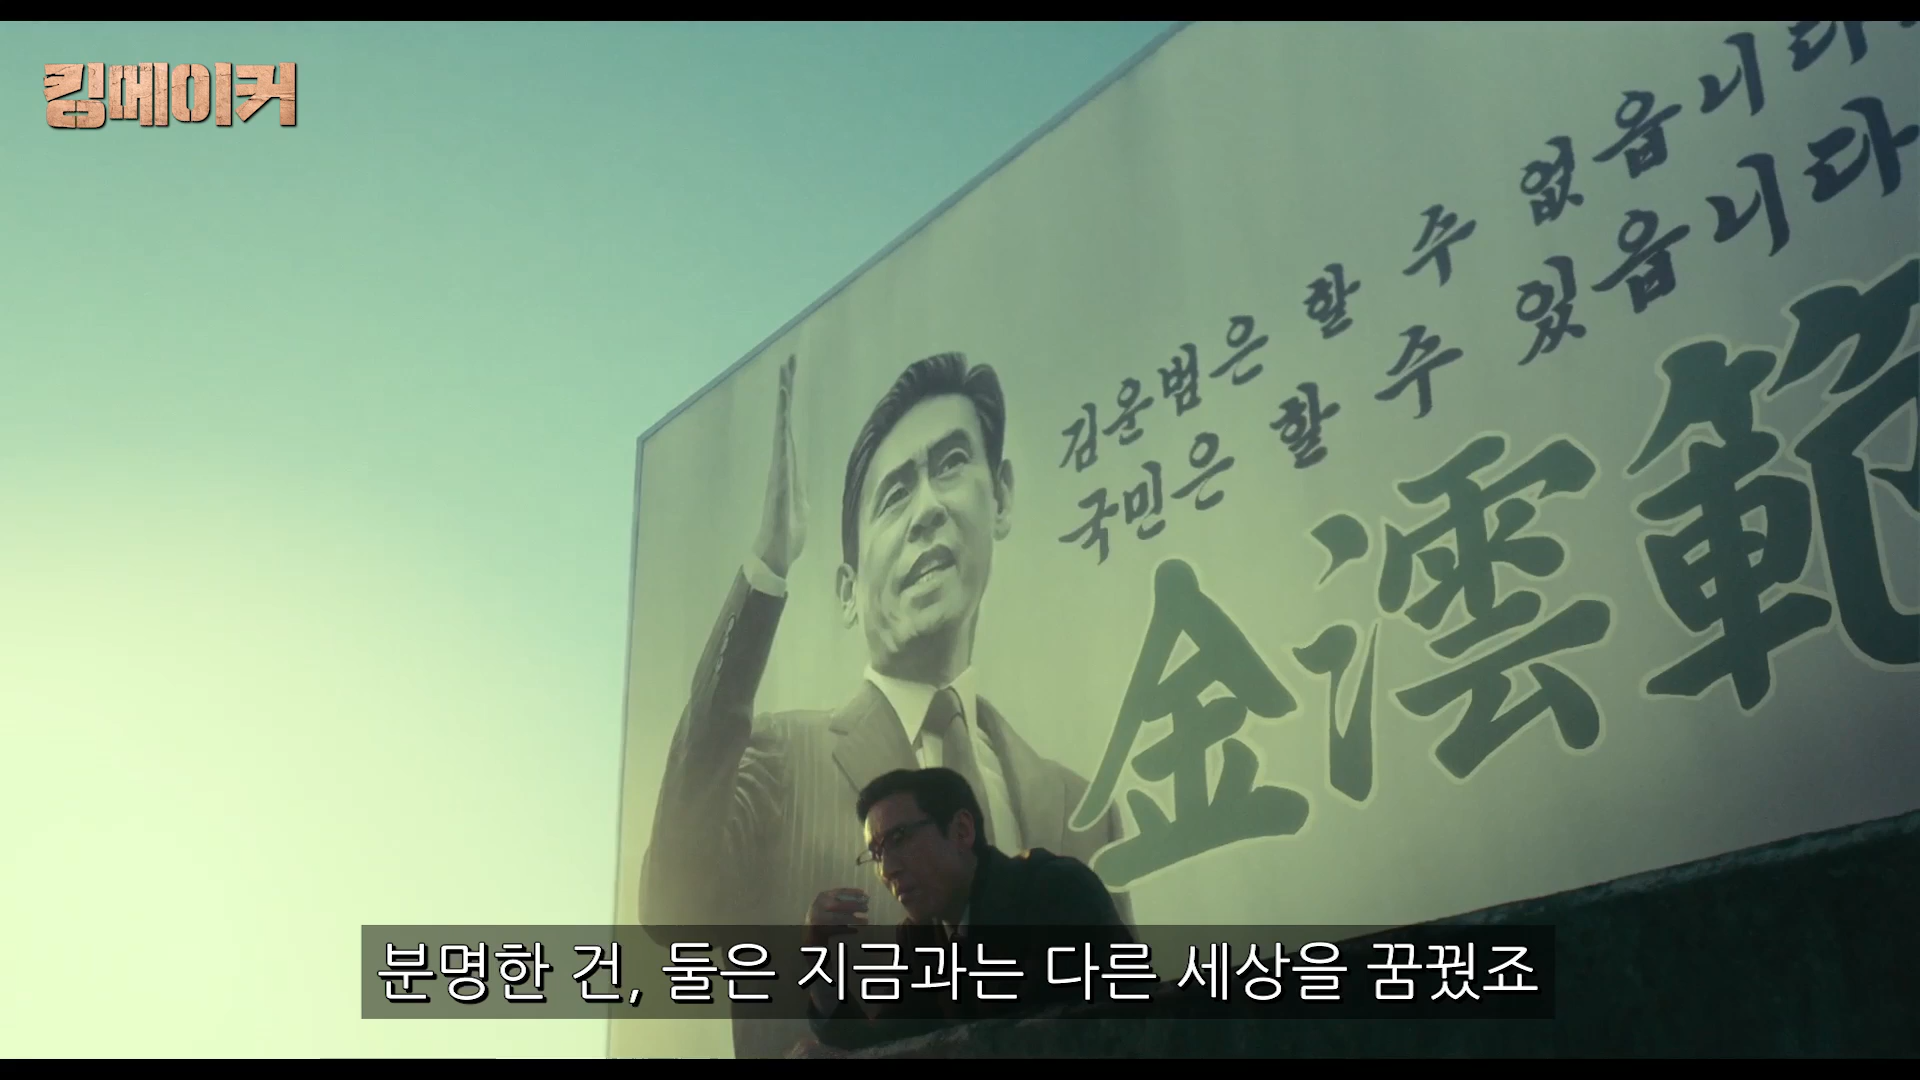 킹메이커
김운범은 할 수 없읍니다
국민은 할 수 있읍니다
金澐範
분명한 건, 둘은 지금과는 다른 세상을 꿈꿨죠